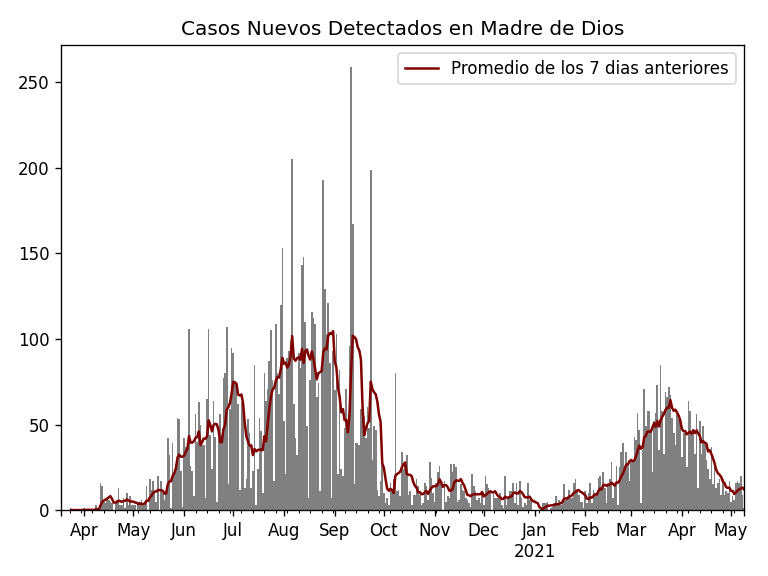 Casos Nuevos Detectados en Madre de Dios
Promedio de los 7 dias anteriores
250
200
150
100
50
0
Apr May Jun Jul Aug Sep Oct Nov Dec Jan Feb Mar Apr May
2021